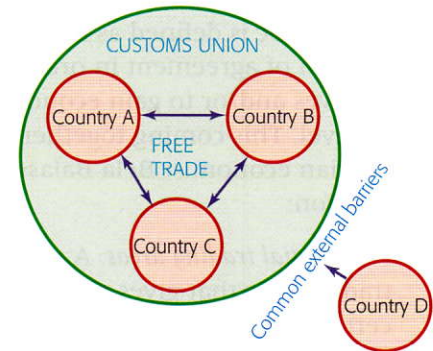 CUSTOMS UNION
Country A
Country B
FREE
TRADE
Country C
Common external barriers
Country D